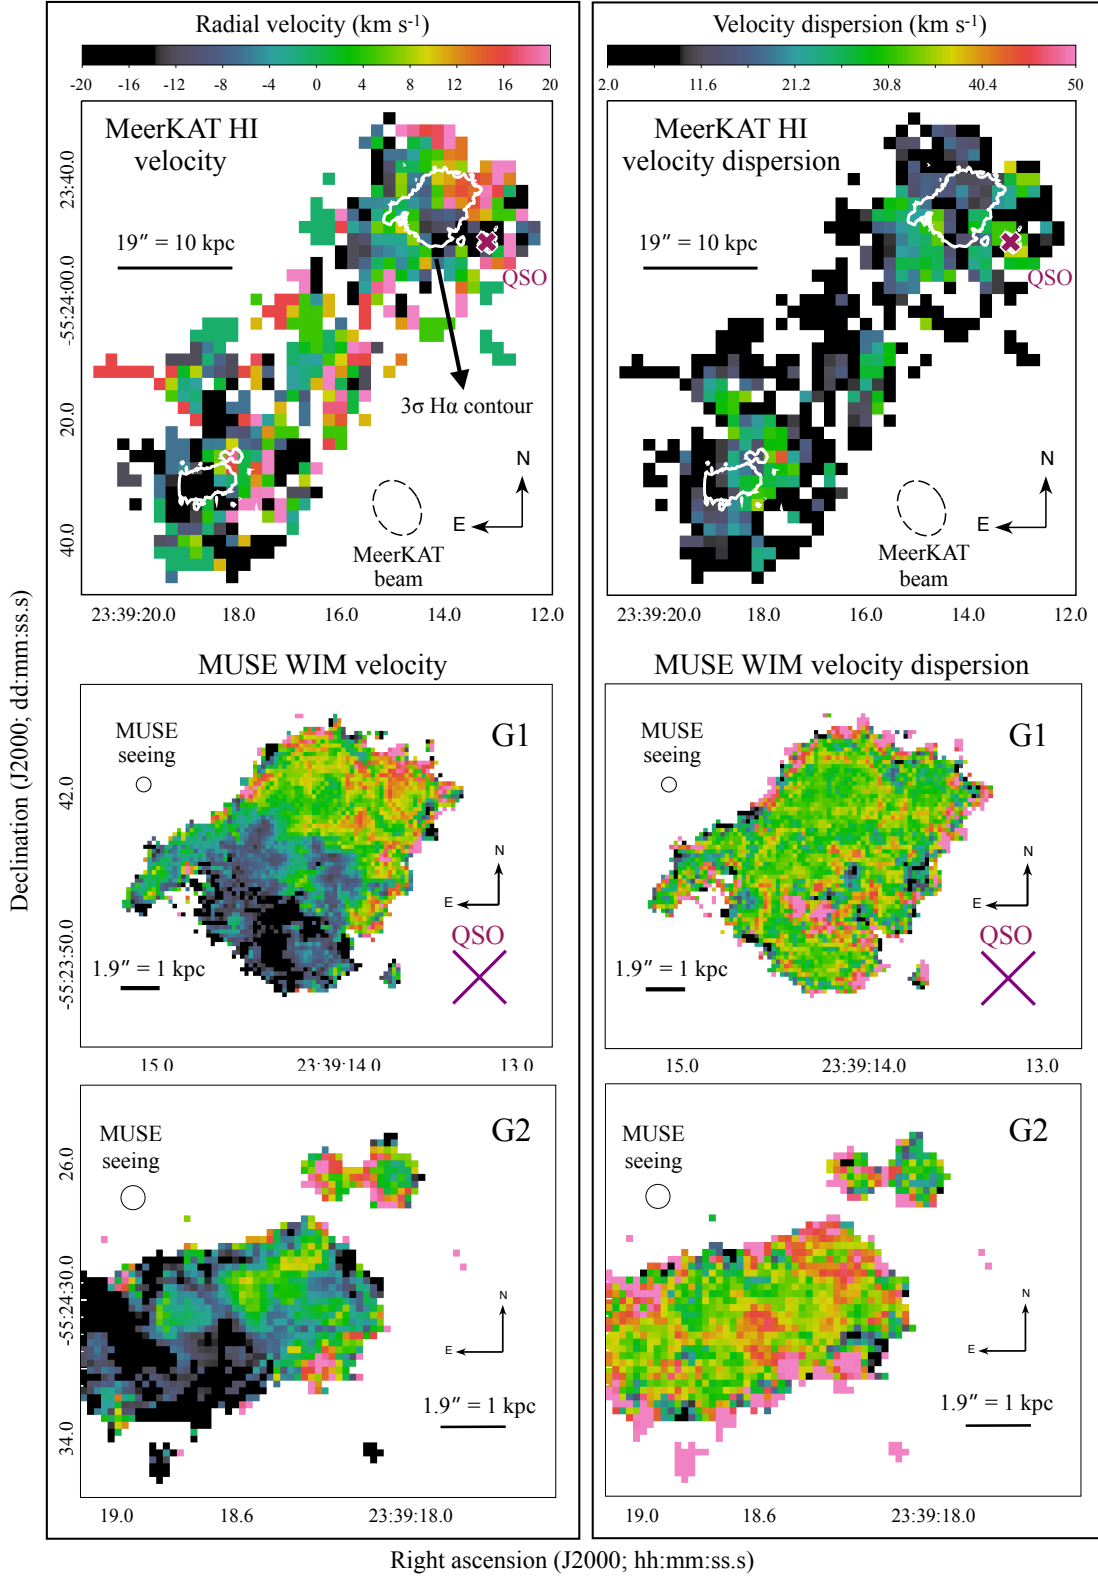 Radial velocity (km s-1)
-20 -16 -12 -8 -4 0 4 8 12 16 20
MeerKAT HI
velocity
19″ = 10 kpc
QSO
3σ Hα contour
N
E
MeerKAT
beam
23:40.0
-55:24:00.0
20.0
40.0
23:39:20.0 18.0 16.0 14.0 12.0
Velocity dispersion (km s-1)
2.0 11.6 21.2 30.8 40.4 50
MeerKAT HI
velocity dispersion
19″ = 10 kpc
QSO
N
E
MeerKAT
beam
23:39:20.0 18.0 16.0 14.0 12.0
MUSE WIM velocity
MUSE
seeing
G1
N
E
QSO
1.9″ = 1 kpc
42.0
-55:23:50.0
15.0 23:39:14.0 13.0
MUSE WIM velocity dispersion
MUSE
seeing
G1
N
E
QSO
1.9″ = 1 kpc
15.0 23:39:14.0 13.0
MUSE
seeing
G2
N
E
1.9″ = 1 kpc
26.0
-55:24:30.0
34.0
19.0 18.6 23:39:18.0
MUSE
seeing
G2
N
E
1.9″ = 1 kpc
19.0 18.6 23:39:18.0
Declination (J2000; dd:mm:ss.s)
Right ascension (J2000; hh:mm:ss.s)